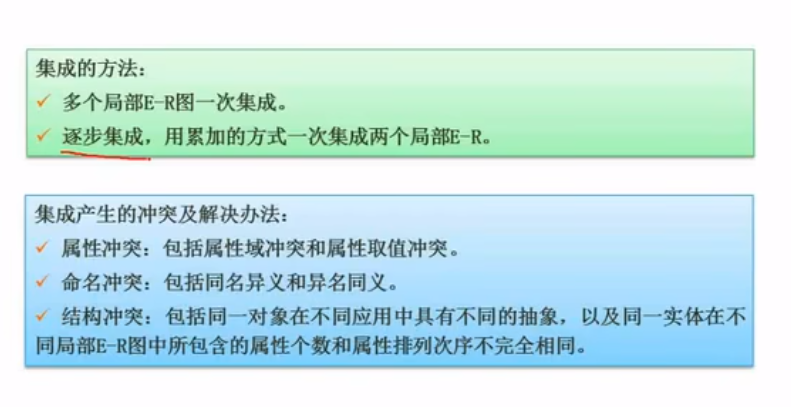 集成的方法：
✓ 多个局部E-R图一次集成。
✓ 逐步集成，用累加的方式一次集成两个局部E-R。
集成产生的冲突及解决办法：
✓ 属性冲突：包括属性域冲突和属性取值冲突。
✓ 命名冲突：包括同名异义和异名同义。
✓ 结构冲突：包括同一对象在不同应用中具有不同的抽象，以及同一实体在不
同局部E-R图中所包含的属性个数和属性排列次序不完全相同。